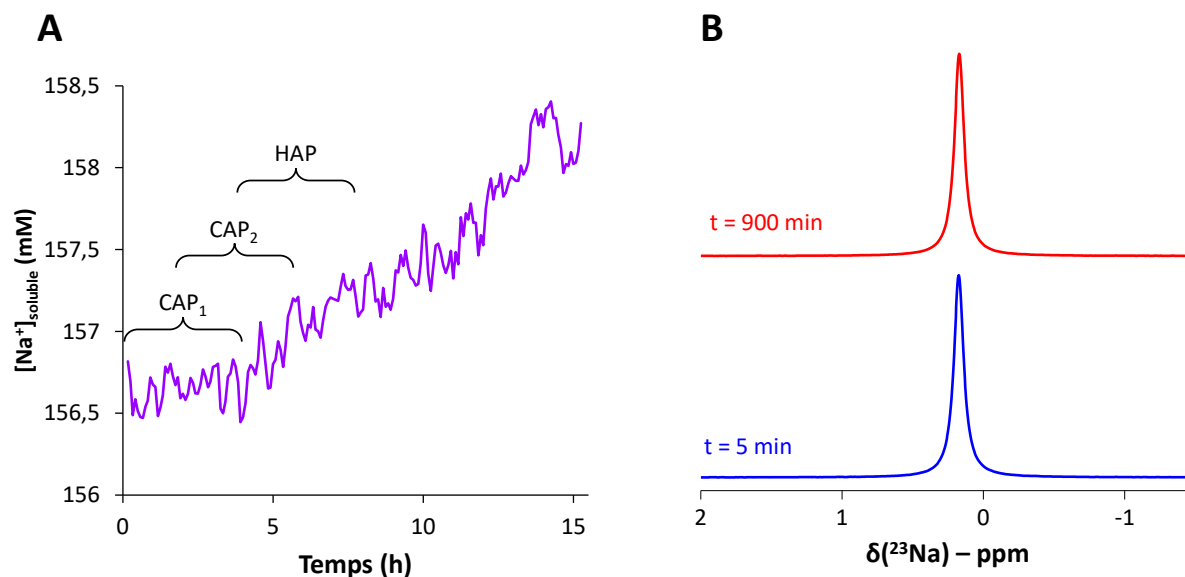 A
158,5
158
157,5
157
156,5
156
[Na⁺]soluble (mM)
HAP
CAP₂
CAP₁
0
5
10
15
Temps (h)
B
t = 900 min
t = 5 min
2
1
0
-1
δ(²³Na) – ppm